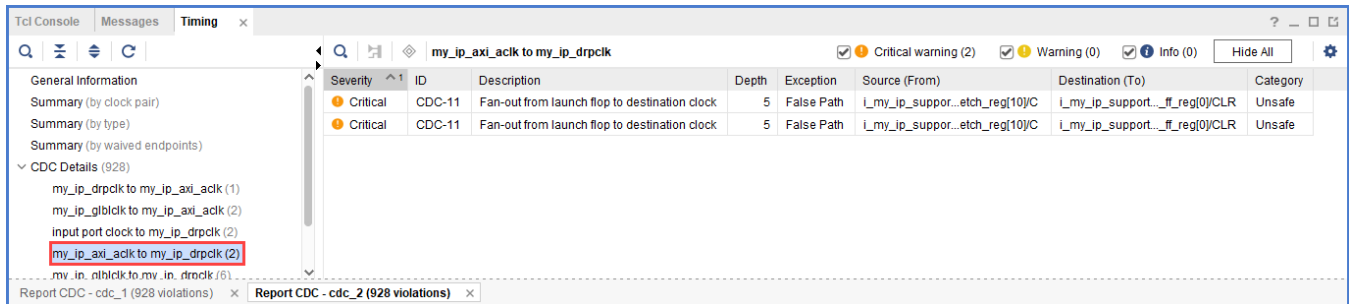 Tcl Console Messages Timing × ? _
my_ip_axi_aclk to my_ip_drpclk Critical warning (2) Warning (0) Info (0) Hide All
General Information
Summary (by clock pair)
Summary (by type)
Summary (by waived endpoints)
CDC Details (928)
my_ip_drpclk to my_ip_axi_aclk (1)
my_ip_glblclk to my_ip_axi_aclk (2)
input port clock to my_ip_drpclk (2)
my_ip_axi_aclk to my_ip_drpclk (2)
my_ip_glblclk to my_ip_drpclk (6)
Severity 1 ID Description Depth Exception Source (From) Destination (To) Category
Critical CDC-11 Fan-out from launch flop to destination clock 5 False Path i_my_ip_suppor...etch_reg[10]/C i_my_ip_support..._ff_reg[0]/CLR Unsafe
Critical CDC-11 Fan-out from launch flop to destination clock 5 False Path i_my_ip_suppor...etch_reg[10]/C i_my_ip_support..._ff_reg[0]/CLR Unsafe
Report CDC - cdc_1 (928 violations) × Report CDC - cdc_2 (928 violations) ×